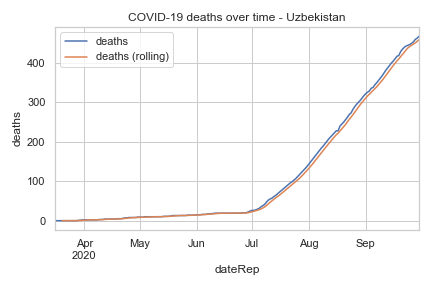 COVID-19 deaths over time - Uzbekistan
deaths
deaths (rolling)
400
300
200
100
0
deaths
Apr
2020
May
Jun
Jul
Aug
Sep
dateRep